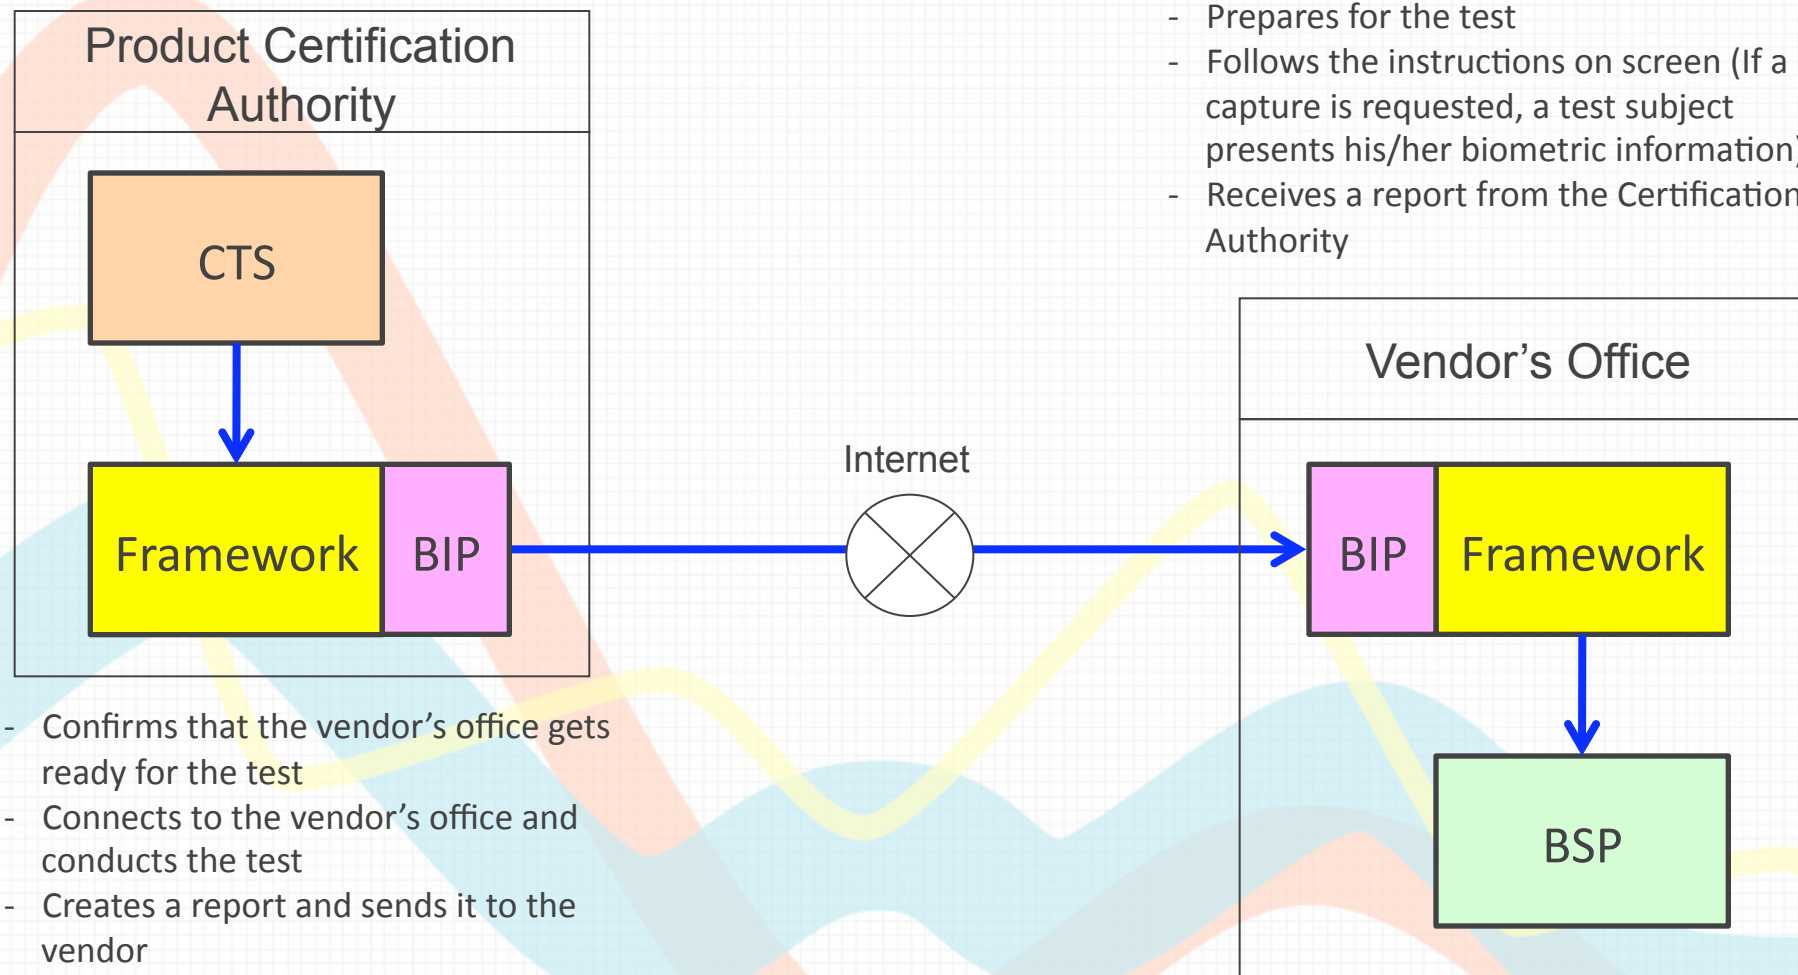 Product Certification
Authority
CTS
Framework
BIP
- Confirms that the vendor’s office gets
ready for the test
- Connects to the vendor’s office and
conducts the test
- Creates a report and sends it to the
vendor
Internet
- Prepares for the test
- Follows the instructions on screen (If a
capture is requested, a test subject
presents his/her biometric information)
- Receives a report from the Certification
Authority
Vendor’s Office
BIP
Framework
BSP